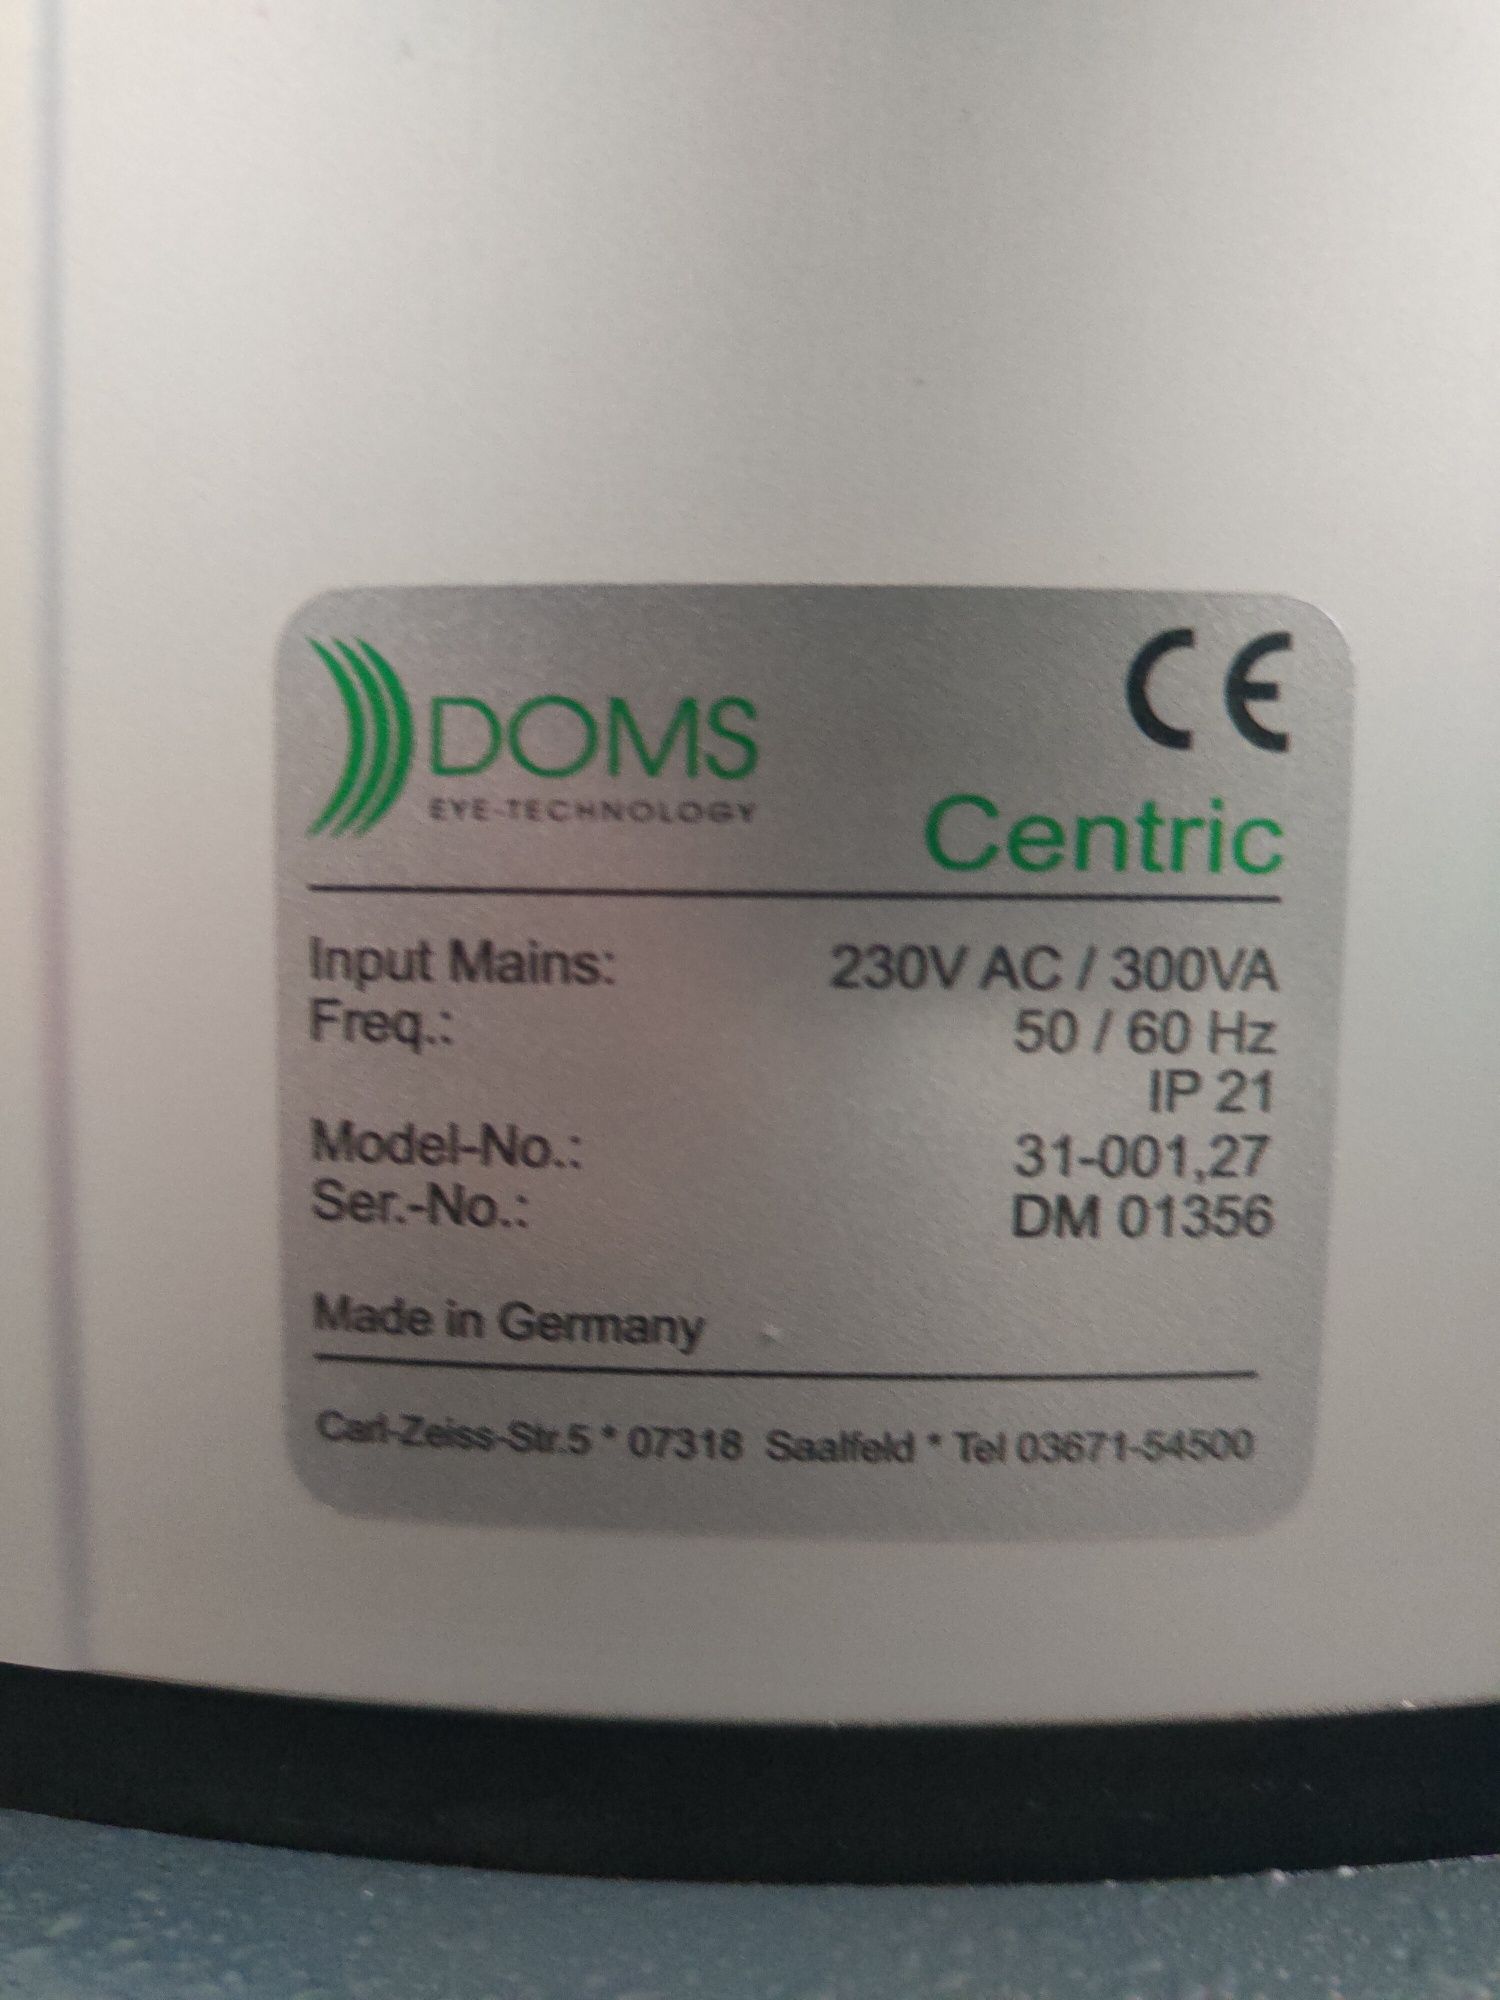 DOMS
EYE-TECHNOLOGY
CE
Centric
Input Mains: 230V AC / 300VA
Freq.: 50 / 60 Hz
IP 21
Model-No.: 31-001,27
Ser.-No.: DM 01356
Made in Germany
Carl-Zeiss-Str.5 * 07318 Saalfeld * Tel 03671-54500